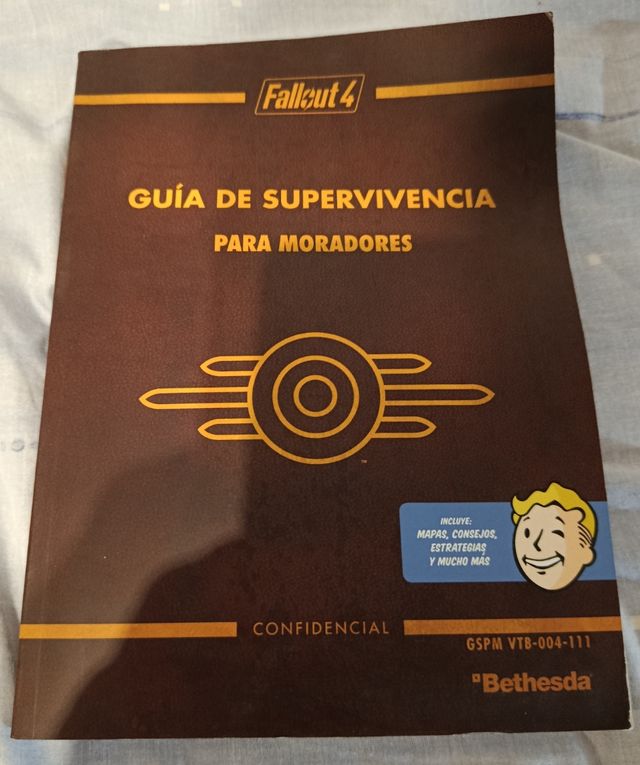 Fallout 4
GUÍA DE SUPERVIVENCIA
PARA MORADORES
™
INCLUYE:
MAPAS, CONSEJOS,
ESTRATEGIAS
Y MUCHO MÁS
CONFIDENCIAL
GSPM VTB-004-111
Bethesda